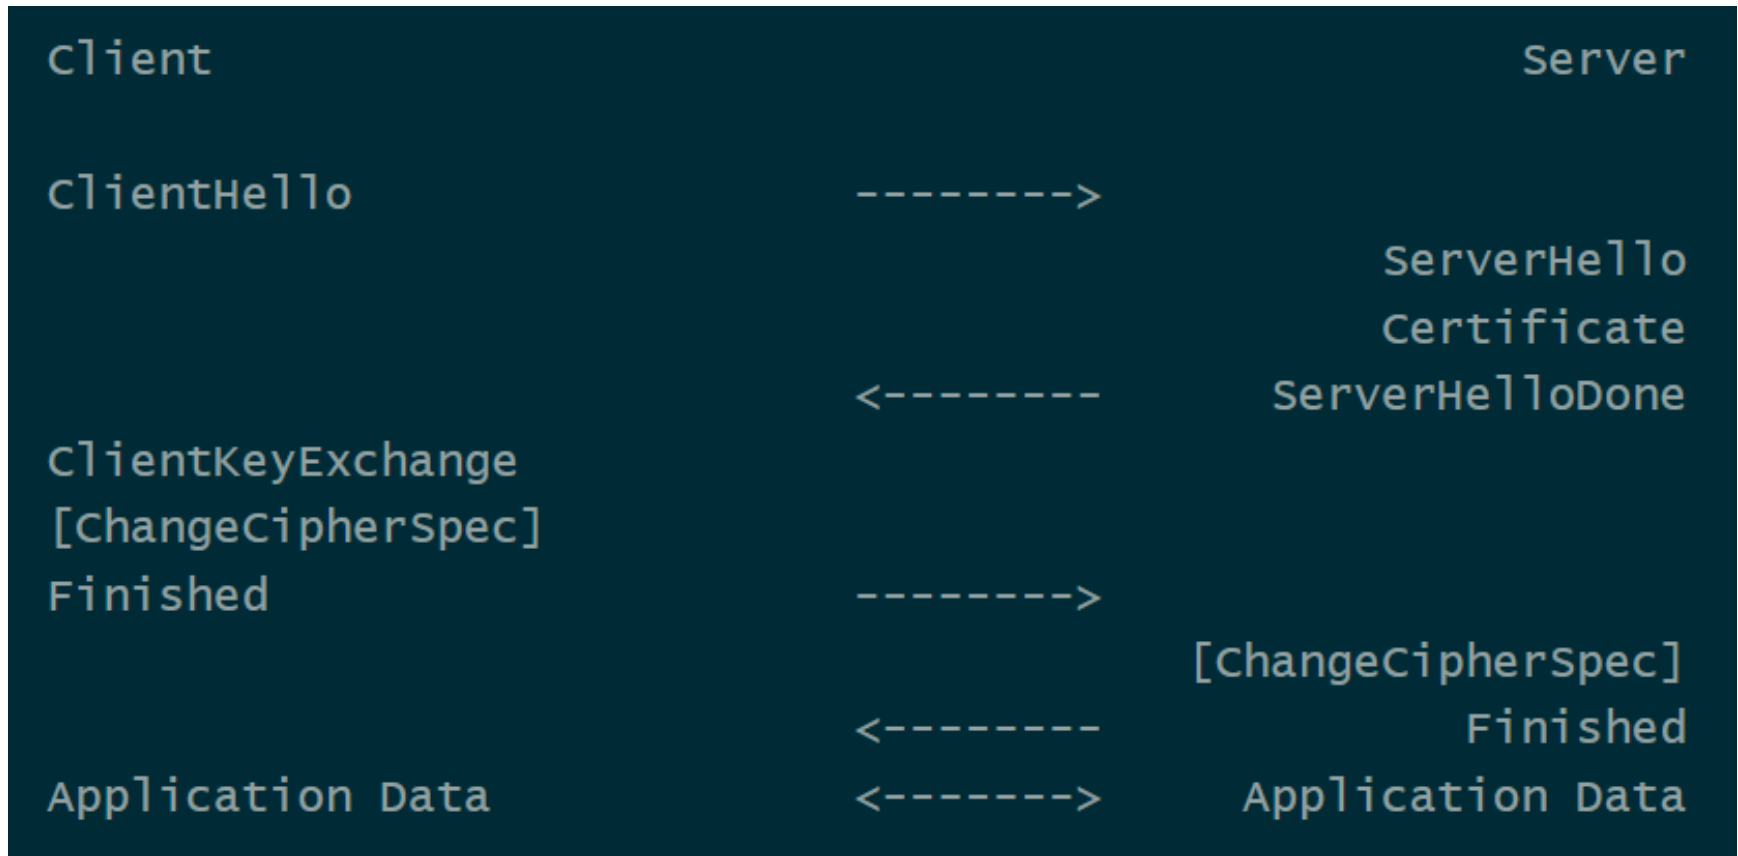 Client Server
ClientHello -------->
ServerHello
Certificate
<-------- ServerHelloDone
ClientKeyExchange
[ChangeCipherSpec]
Finished -------->
[ChangeCipherSpec]
<-------- Finished
Application Data <-------> Application Data